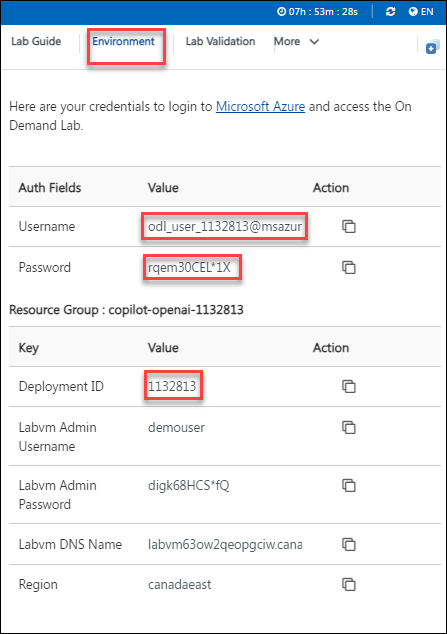 07h : 53m : 28s EN
Lab Guide Environment Lab Validation More
Here are your credentials to login to Microsoft Azure and access the On
Demand Lab.
Auth Fields Value Action
Username odl_user_1132813@msazur
Password rqem30CEL*1X
Resource Group : copilot-openai-1132813
Key Value Action
Deployment ID 1132813
Labvm Admin
Username
demouser
Labvm Admin
Password
digk68HCS*fQ
Labvm DNS Name labvm63ow2qeopgciw.cana
Region canadaeast